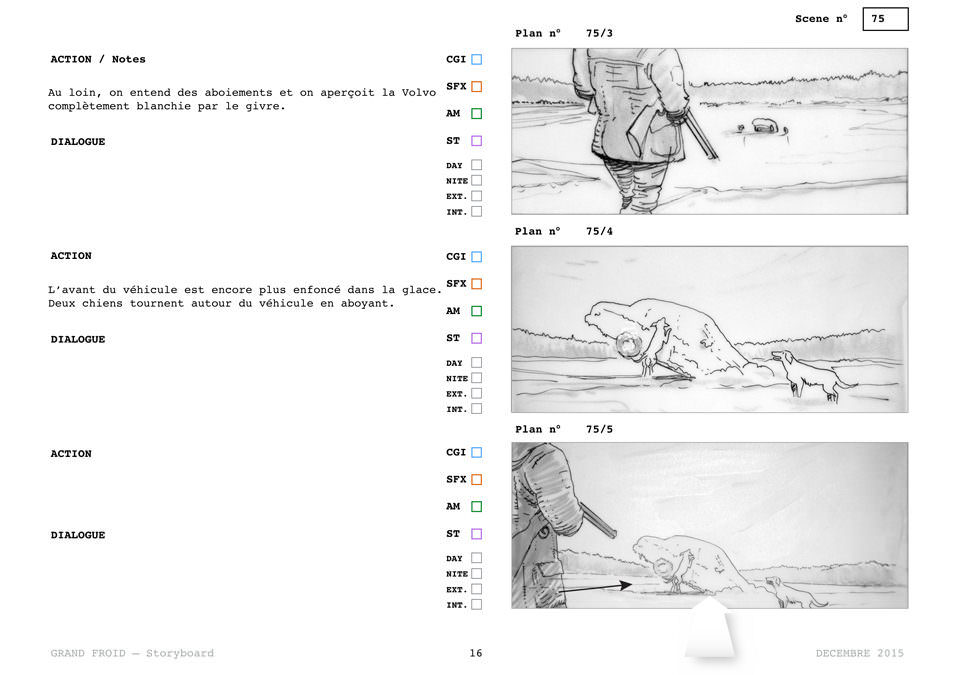 Scene nº 75
Plan nº 75/3
ACTION / Notes
CGI
Au loin, on entend des aboiements et on aperçoit la Volvo
complètement blanchie par le givre.
SFX
AM
DIALOGUE
ST
DAY
NITE
EXT.
INT.
Plan nº 75/4
ACTION
CGI
L’avant du véhicule est encore plus enfoncé dans la glace.
Deux chiens tournent autour du véhicule en aboyant.
SFX
AM
DIALOGUE
ST
DAY
NITE
EXT.
INT.
Plan nº 75/5
ACTION
CGI
SFX
AM
DIALOGUE
ST
DAY
NITE
EXT.
INT.
GRAND FROID — Storyboard
16
DECEMBRE 2015